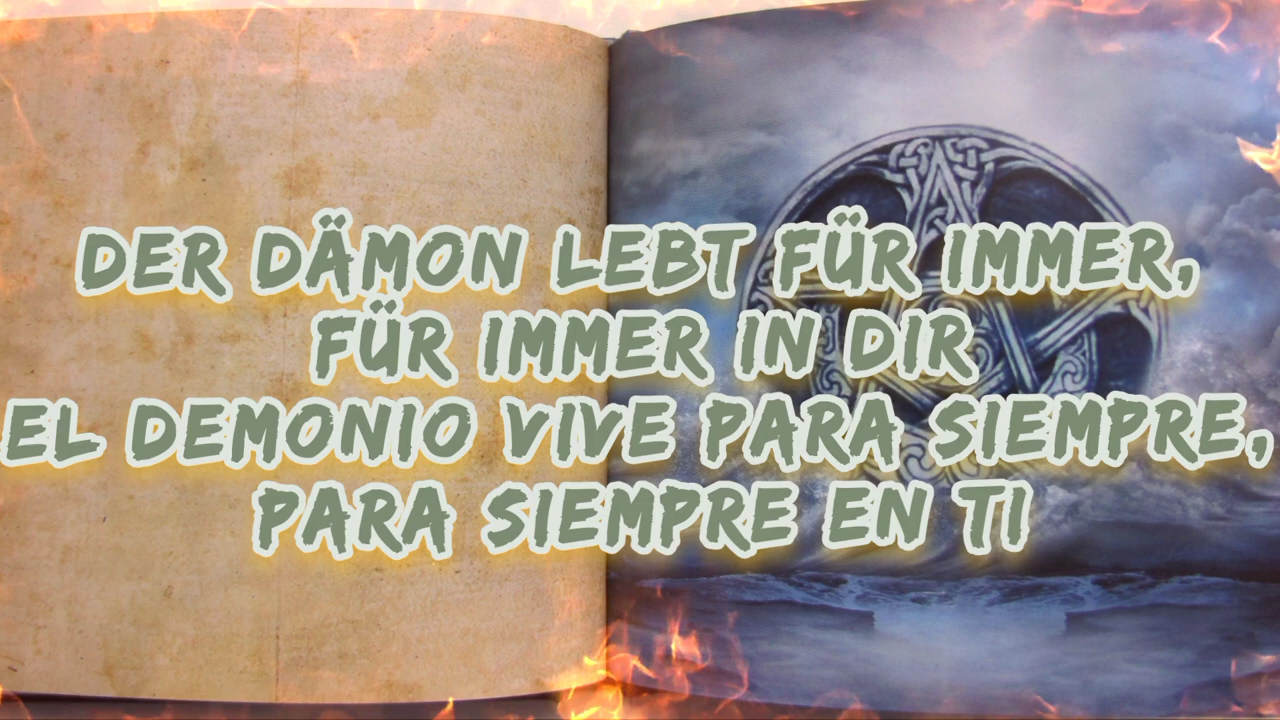 DER DÄMON LEBT FÜR IMMER,
FÜR IMMER IN DIR
EL DEMONIO VIVE PARA SIEMPRE,
PARA SIEMPRE EN TI